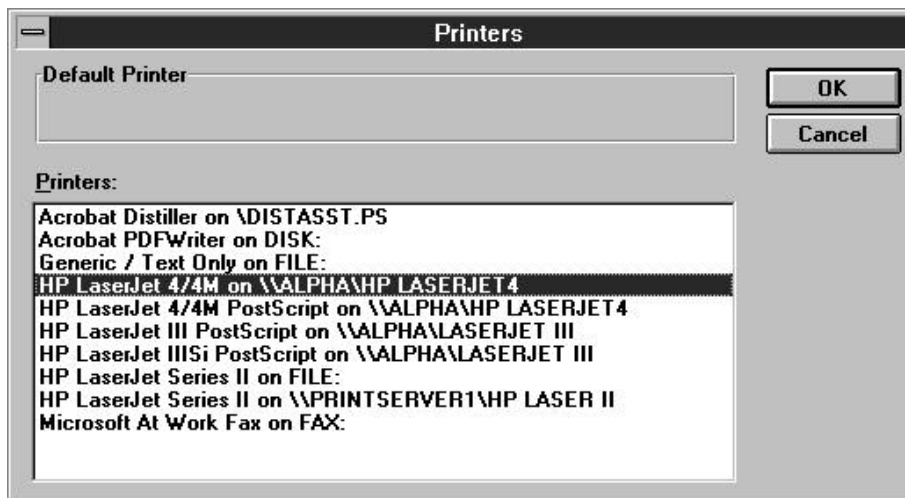 Printers
Default Printer
OK
Cancel
Printers:
Acrobat Distiller on \DISTASST.PS
Acrobat PDFWriter on DISK:
Generic / Text Only on FILE:
HP LaserJet 4/4M on \\ALPHA\HP LASERJET4
HP LaserJet 4/4M PostScript on \\ALPHA\HP LASERJET4
HP LaserJet III PostScript on \\ALPHA\LASERJET III
HP LaserJet IIISi PostScript on \\ALPHA\LASERJET III
HP LaserJet Series II on FILE:
HP LaserJet Series II on \\PRINTSERVER1\HP LASER II
Microsoft At Work Fax on FAX: